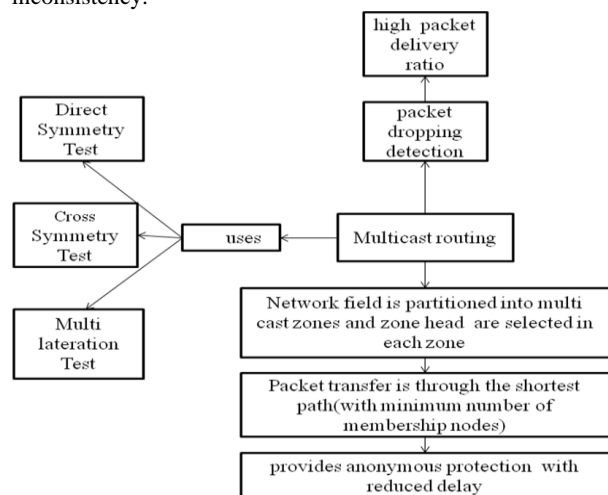 inconsistency.
high packet
delivery
ratio
Direct
Symmetry
Test
packet
dropping
detection
Cross
Symmetry
Test
uses
Multicast routing
Multi
lateration
Test
Network field is partitioned into multi
cast zones and zone head are selected in
each zone
Packet transfer is through the shortest
path(with minimum number of
membership nodes)
provides anonymous protection with
reduced delay